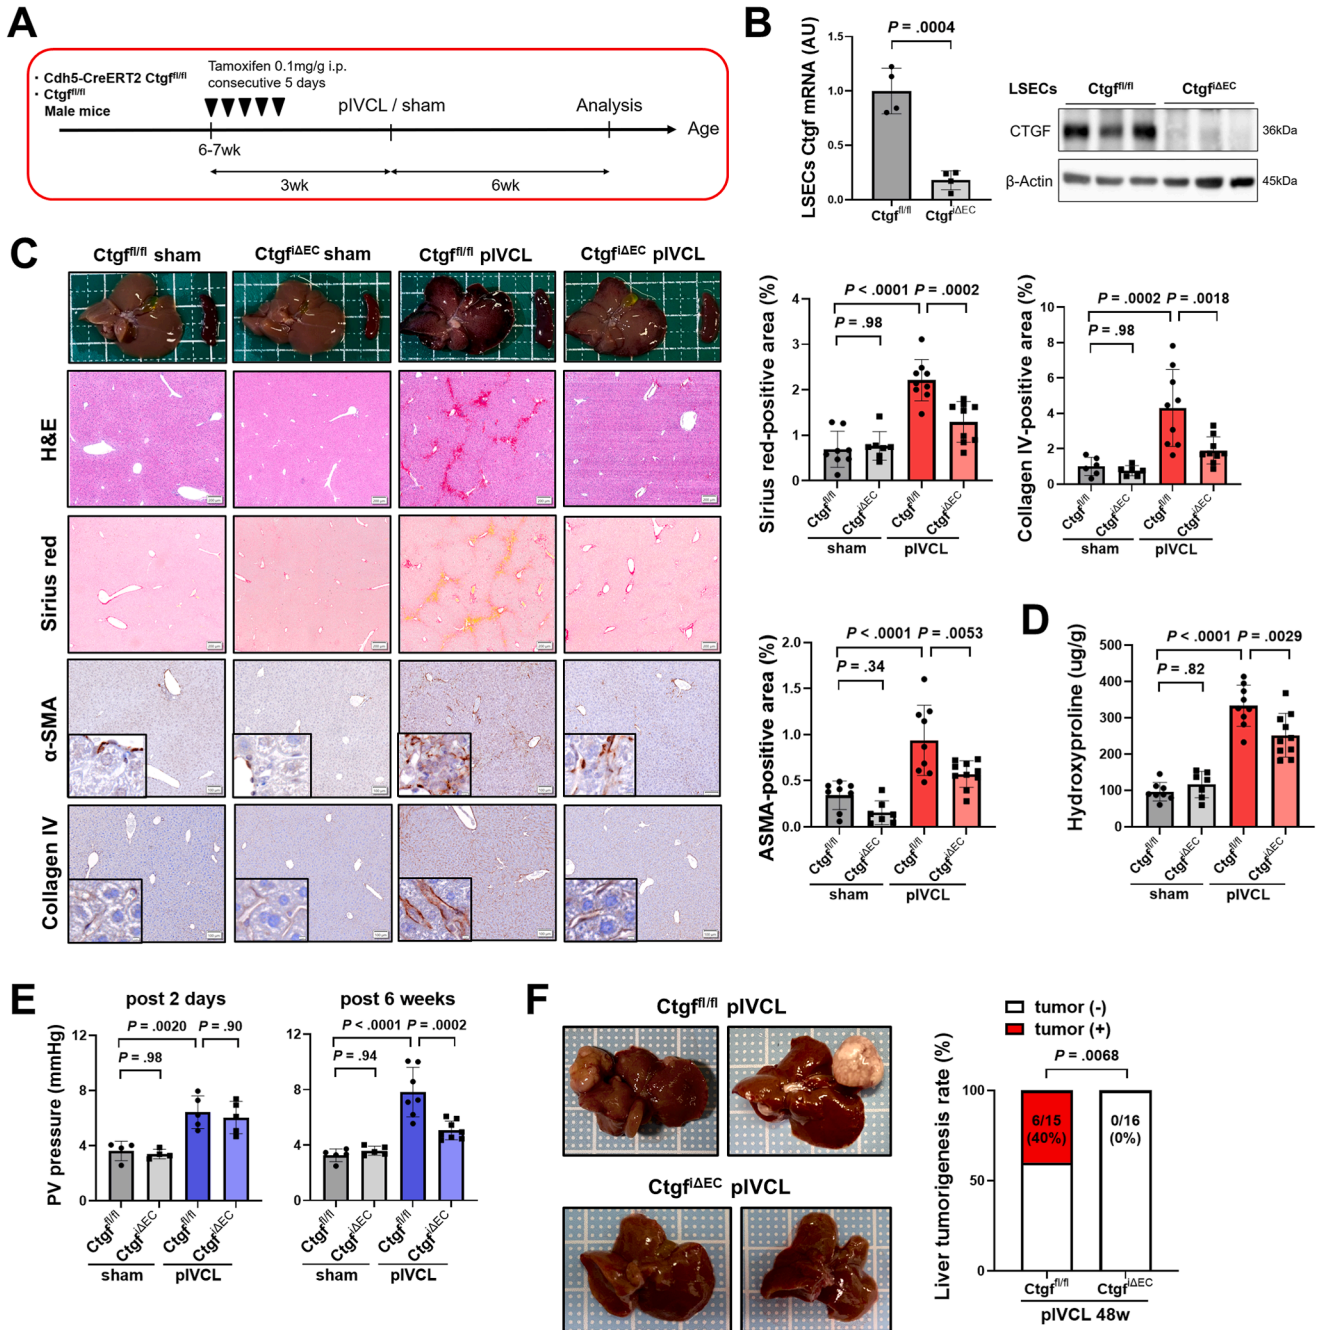 A
· Cdh5-CreERT2 Ctgffl/fl
· Ctgffl/fl
Male mice
Tamoxifen 0.1mg/g i.p.
consecutive 5 days
pIVCL / sham
Analysis
Age
6-7wk
3wk
6wk
B
LSECs Ctgf mRNA (AU)
P = .0004
1.5
1.0
0.5
0.0
Ctgffl/fl
CtgfiΔEC
LSECs
Ctgffl/fl
CtgfiΔEC
CTGF
36kDa
β-Actin
45kDa
C
Ctgffl/fl sham
CtgfiΔEC sham
Ctgffl/fl pIVCL
CtgfiΔEC pIVCL
H&E
Sirius red
α-SMA
Collagen IV
Sirius red-positive area (%)
P < .0001
P = .0002
P = .98
4
3
2
1
0
Ctgffl/fl
CtgfiΔEC
Ctgffl/fl
CtgfiΔEC
sham
pIVCL
Collagen IV-positive area (%)
P = .0002
P = .0018
P = .98
10
8
6
4
2
0
Ctgffl/fl
CtgfiΔEC
Ctgffl/fl
CtgfiΔEC
sham
pIVCL
ASMA-positive area (%)
P < .0001
P = .0053
P = .34
2.0
1.5
1.0
0.5
0.0
Ctgffl/fl
CtgfiΔEC
Ctgffl/fl
CtgfiΔEC
sham
pIVCL
D
Hydroxyproline (ug/g)
P < .0001
P = .0029
P = .82
500
400
300
200
100
0
Ctgffl/fl
CtgfiΔEC
Ctgffl/fl
CtgfiΔEC
sham
pIVCL
E
PV pressure (mmHg)
post 2 days
P = .0020
P = .90
P = .98
12
8
4
0
Ctgffl/fl
CtgfiΔEC
Ctgffl/fl
CtgfiΔEC
sham
pIVCL
post 6 weeks
P < .0001
P = .0002
P = .94
12
8
4
0
Ctgffl/fl
CtgfiΔEC
Ctgffl/fl
CtgfiΔEC
sham
pIVCL
F
Ctgffl/fl pIVCL
CtgfiΔEC pIVCL
tumor (-)
tumor (+)
Liver tumorigenesis rate (%)
P = .0068
100
50
0
6/15
(40%)
0/16
(0%)
Ctgffl/fl
CtgfiΔEC
pIVCL 48w